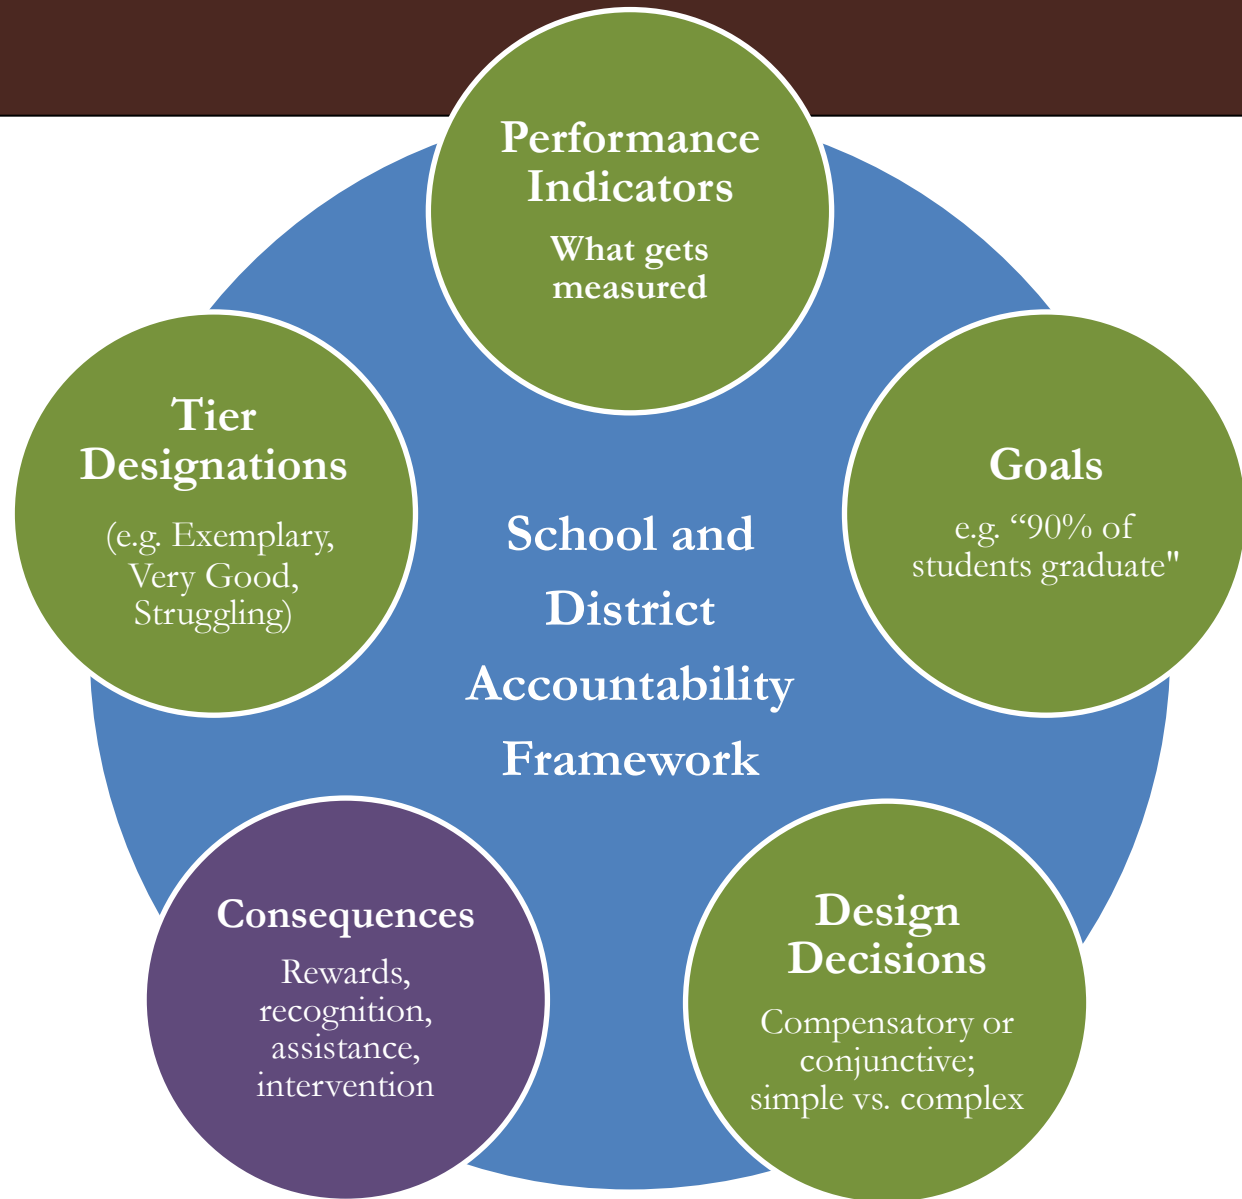 Performance
Indicators
What gets
measured
Goals
e.g. “90% of
students graduate"
Design
Decisions
Compensatory or
conjunctive;
simple vs. complex
Consequences
Rewards,
recognition,
assistance,
intervention
Tier
Designations
(e.g. Exemplary,
Very Good,
Struggling)
School and
District
Accountability
Framework